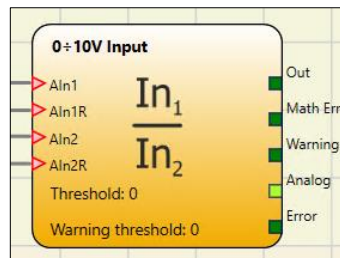 0÷10V Input
AIn1
AIn1R
AIn2
AIn2R
In1
In2
Threshold: 0
Warning threshold: 0
Out
Math Err
Warning
Analog
Error